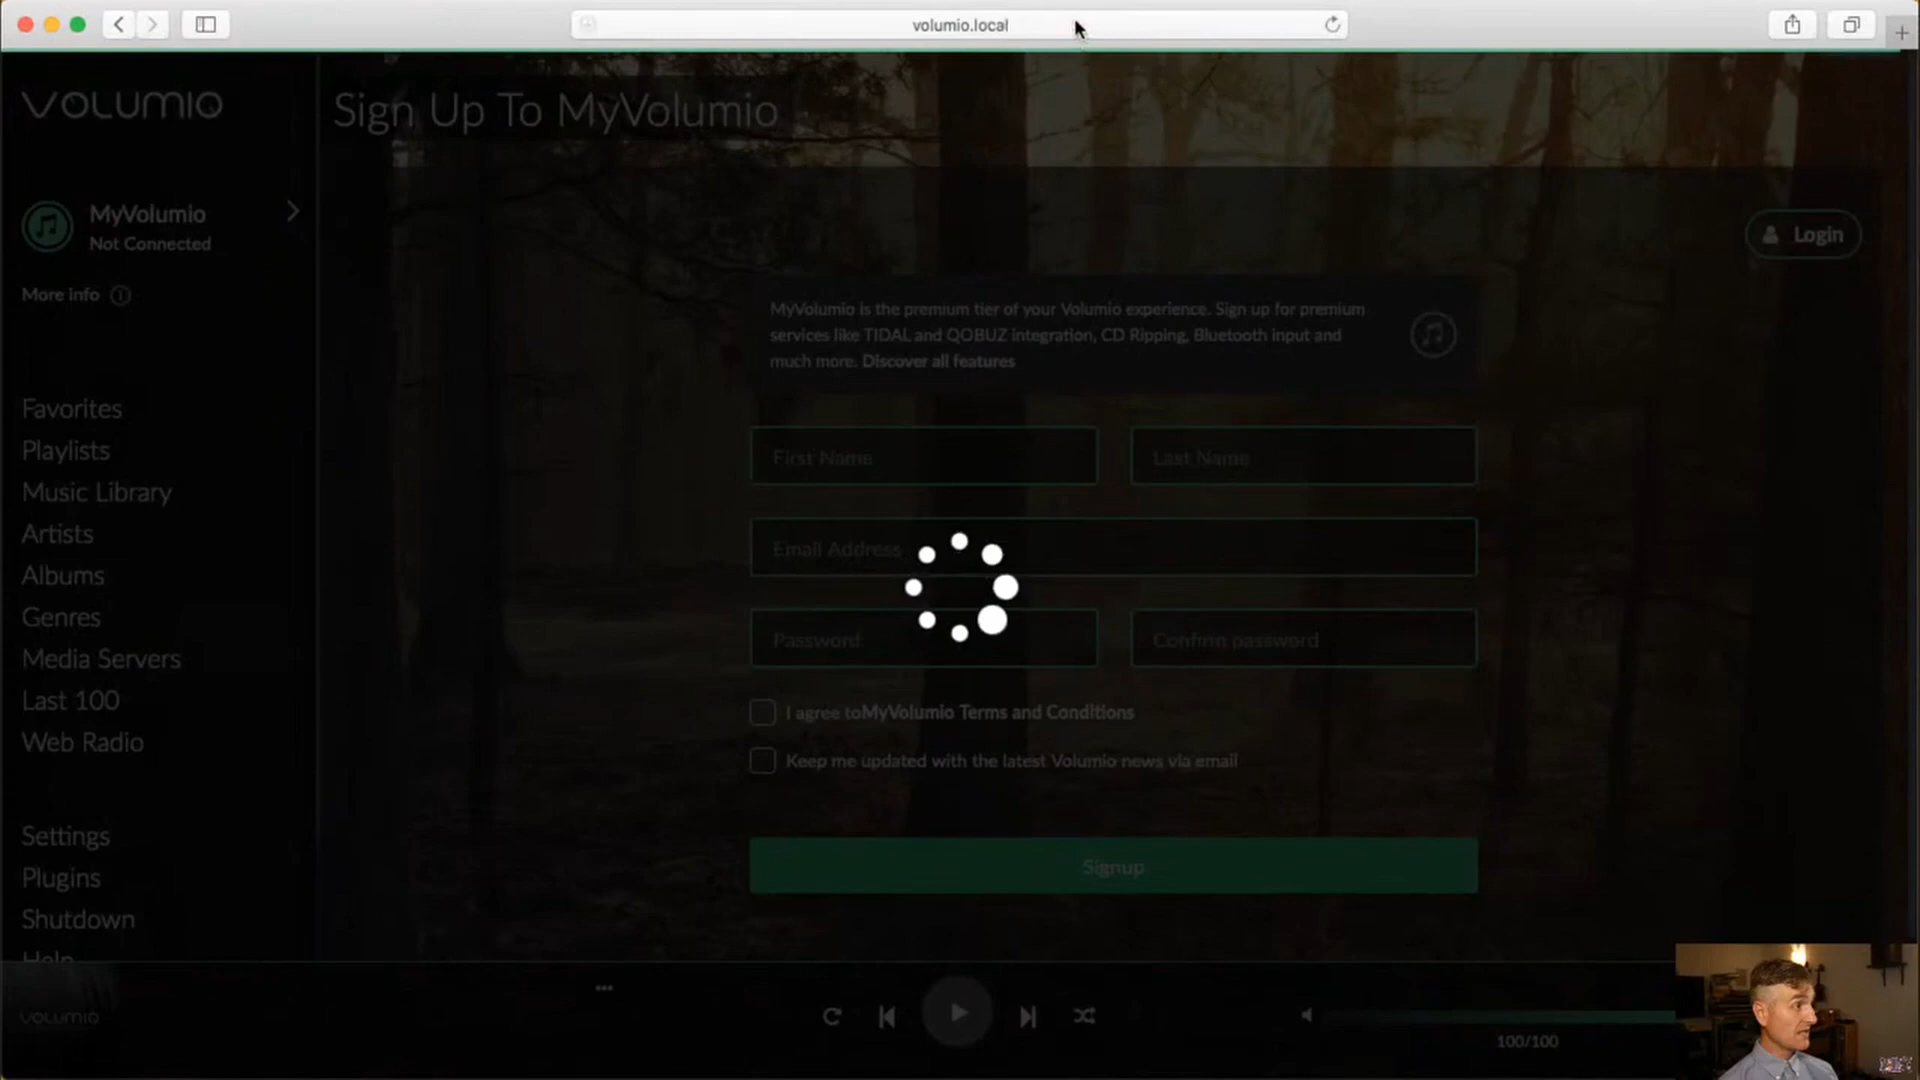 volumio.local
VOLUMIO
Sign Up To MyVolumio
MyVolumio
Not Connected
More info
Login
MyVolumio is the premium tier of your Volumio experience. Sign up for premium
services like TIDAL and QOBUZ integration, CD Ripping, Bluetooth input and
much more. Discover all features
Favorites
Playlists
Music Library
Artists
Albums
Genres
Media Servers
Last 100
Web Radio
Settings
Plugins
Shutdown
Help
First Name
Last Name
Email Address
Password
Confirm password
I agree toMyVolumio Terms and Conditions
Keep me updated with the latest Volumio news via email
Signup
VOLUMIO
100/100